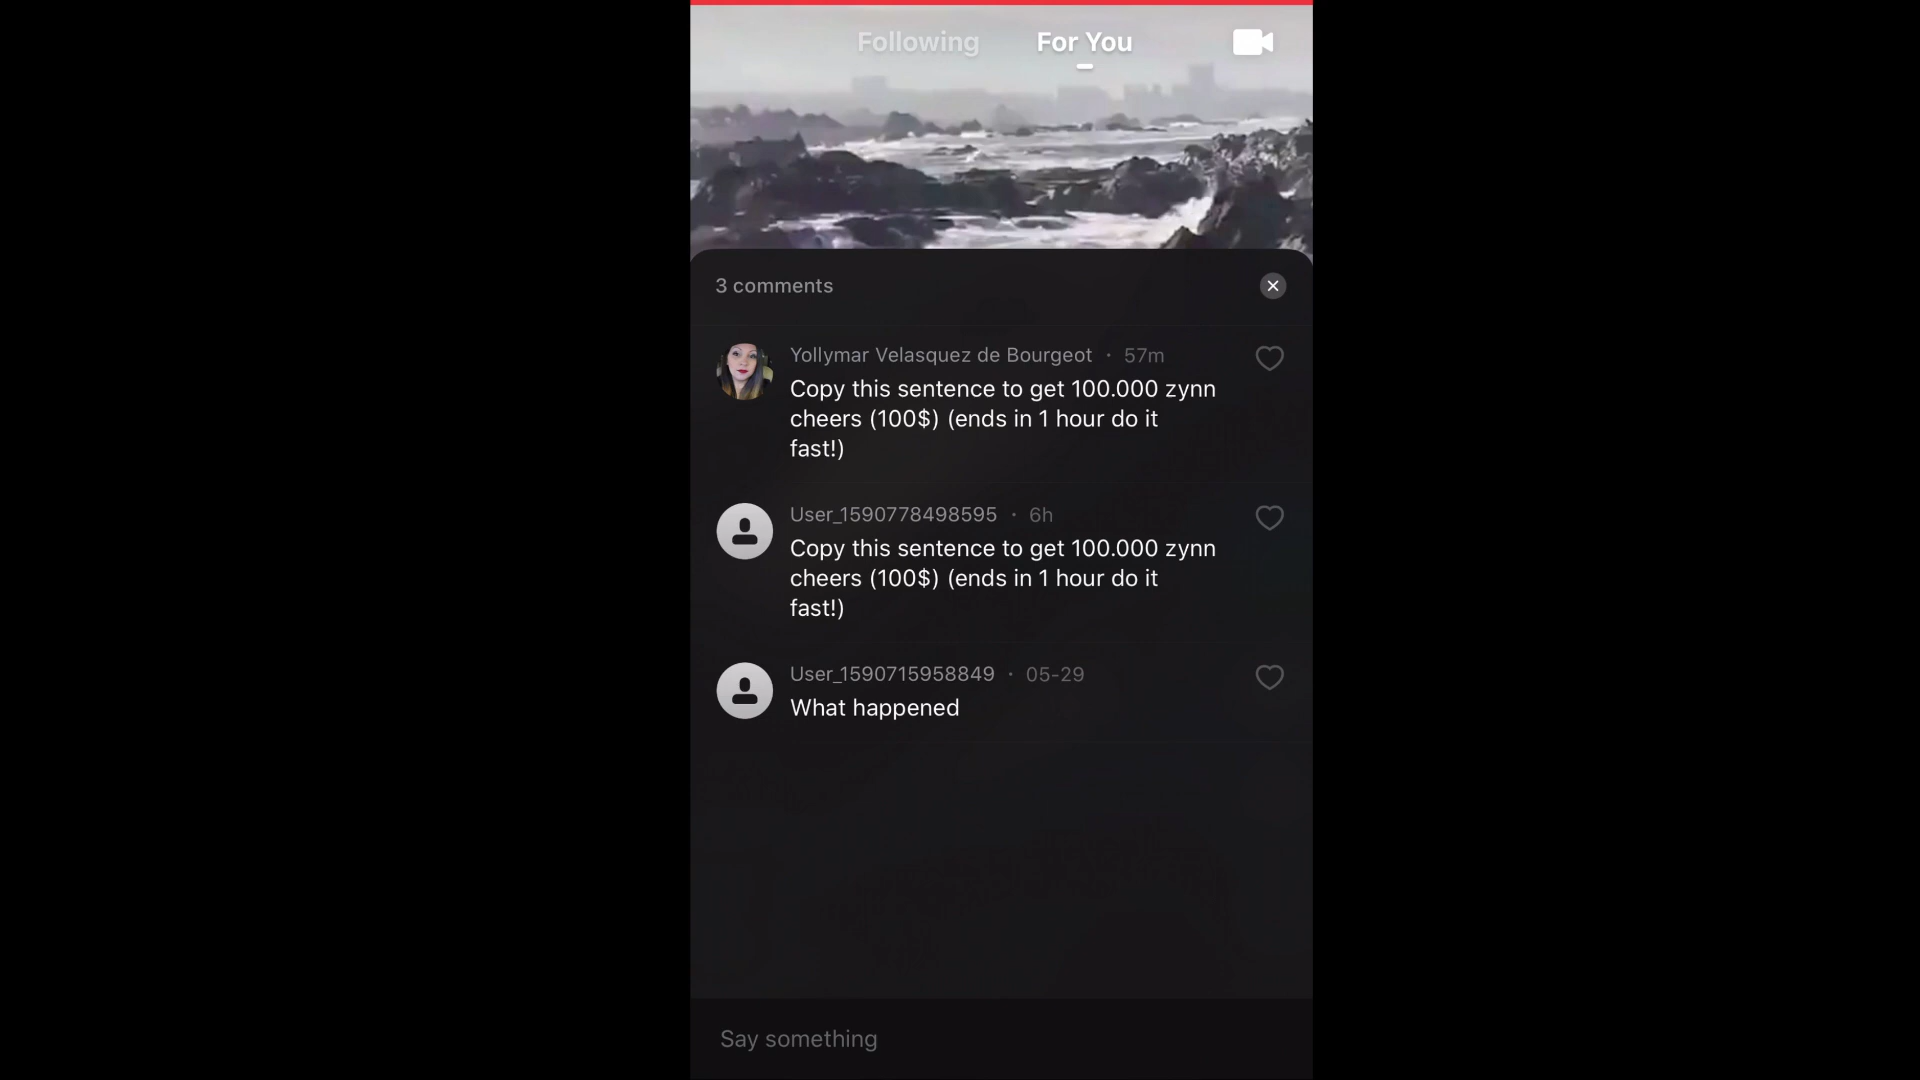 Following For You
3 comments
Yollymar Velasquez de Bourgeot · 57m
Copy this sentence to get 100.000 zynn
cheers (100$) (ends in 1 hour do it
fast!)
User_1590778498595 · 6h
Copy this sentence to get 100.000 zynn
cheers (100$) (ends in 1 hour do it
fast!)
User_1590715958849 · 05-29
What happened
Say something